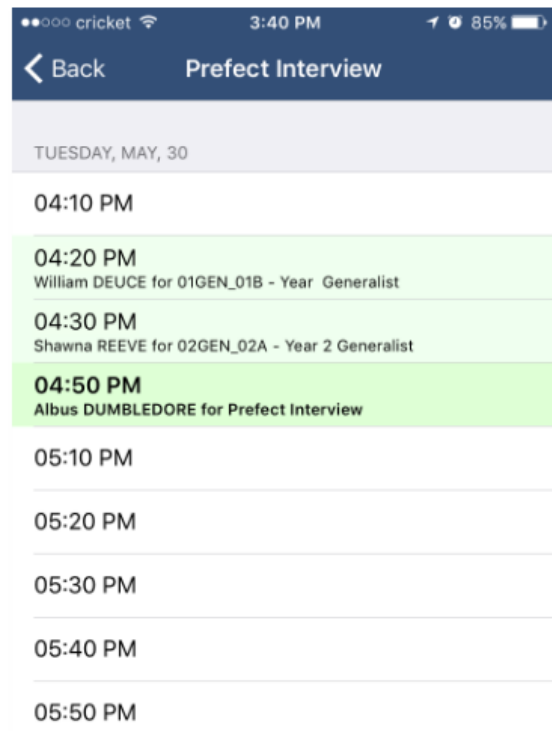 cricket
3:40 PM
85%
Back
Prefect Interview
TUESDAY, MAY, 30
04:10 PM
04:20 PM
William DEUCE for 01GEN_01B - Year  Generalist
04:30 PM
Shawna REEVE for 02GEN_02A - Year 2 Generalist
04:50 PM
Albus DUMBLEDORE for Prefect Interview
05:10 PM
05:20 PM
05:30 PM
05:40 PM
05:50 PM